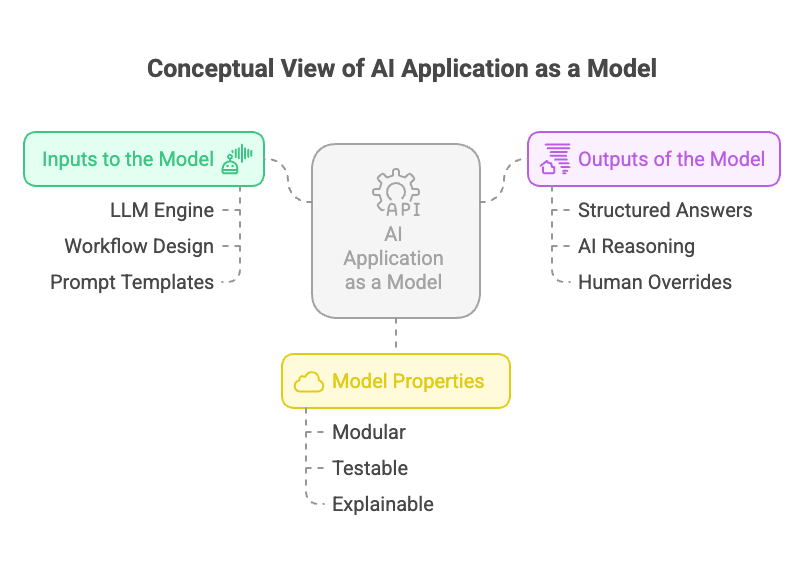 Conceptual View of AI Application as a Model
Inputs to the Model
LLM Engine
Workflow Design
Prompt Templates
API
AI
Application
as a Model
Outputs of the Model
Structured Answers
AI Reasoning
Human Overrides
Model Properties
Modular
Testable
Explainable